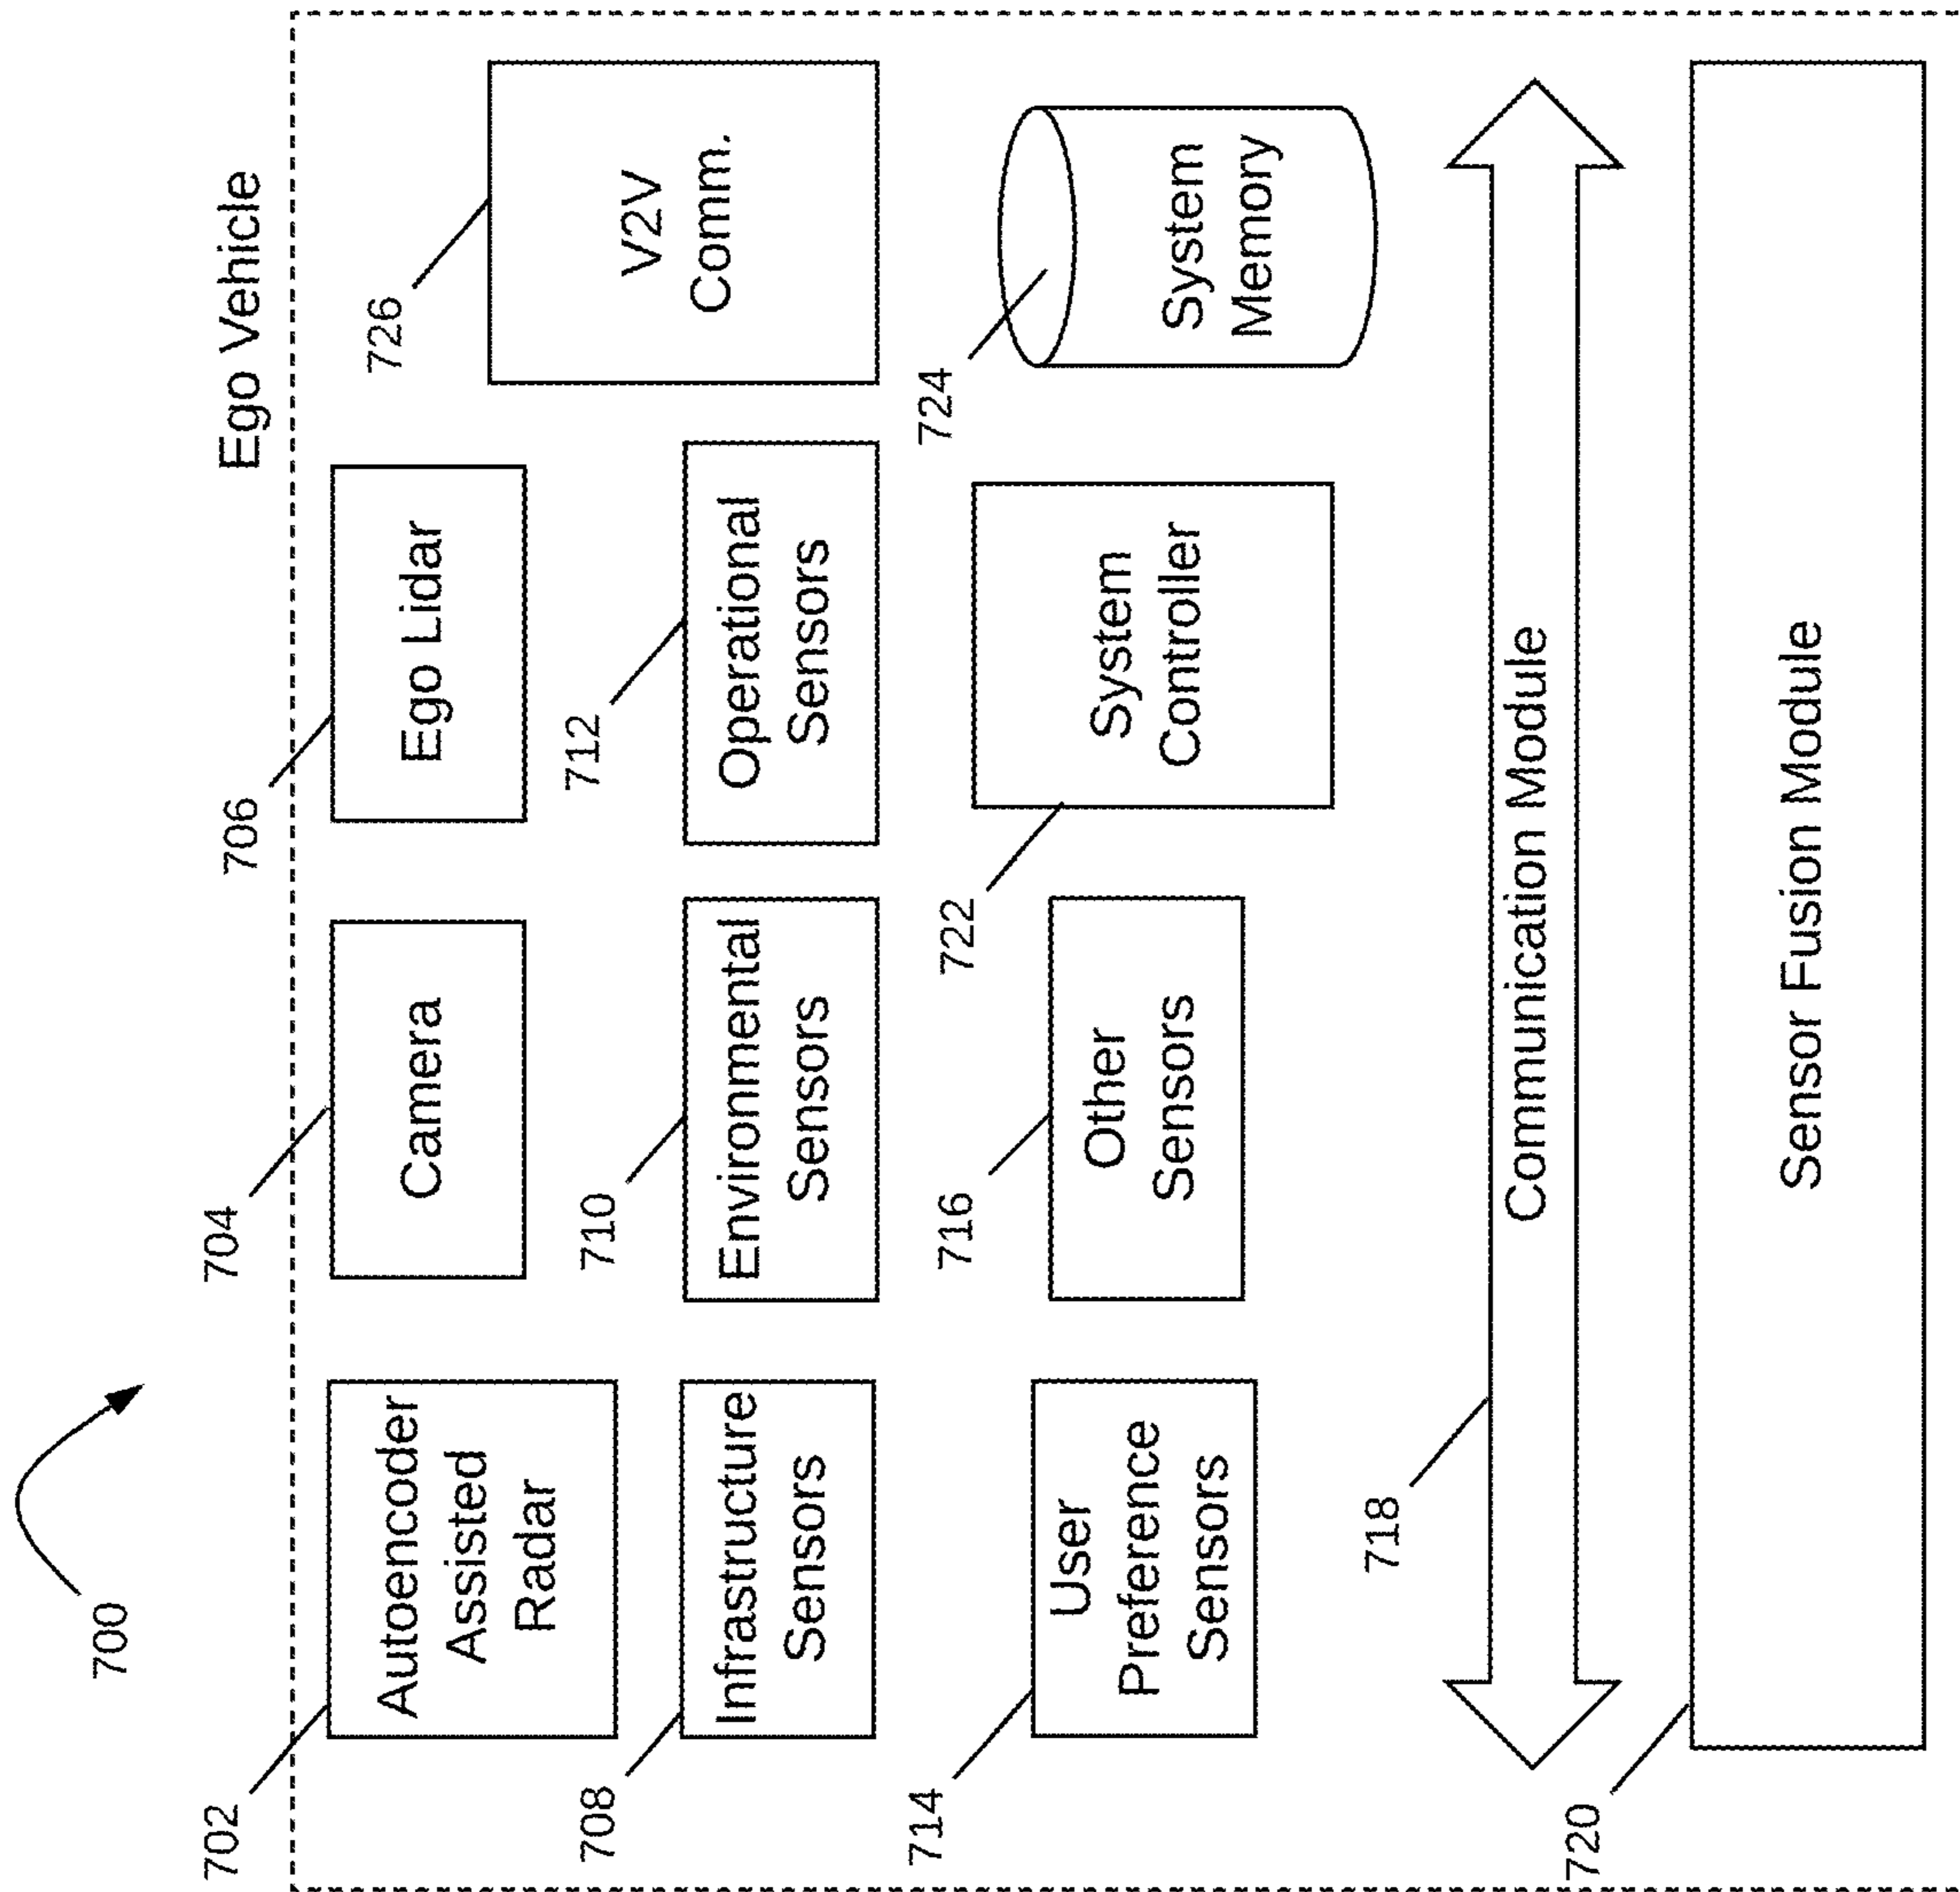 700
Ego Vehicle
702
Autoencoder
Assisted
Radar
704
Camera
706
Ego Lidar
726
V2V
Comm.
708
Infrastructure
Sensors
710
Environmental
Sensors
712
Operational
Sensors
714
User
Preference
Sensors
716
Other
Sensors
722
System
Controller
724
System
Memory
718
Communication Module
720
Sensor Fusion Module